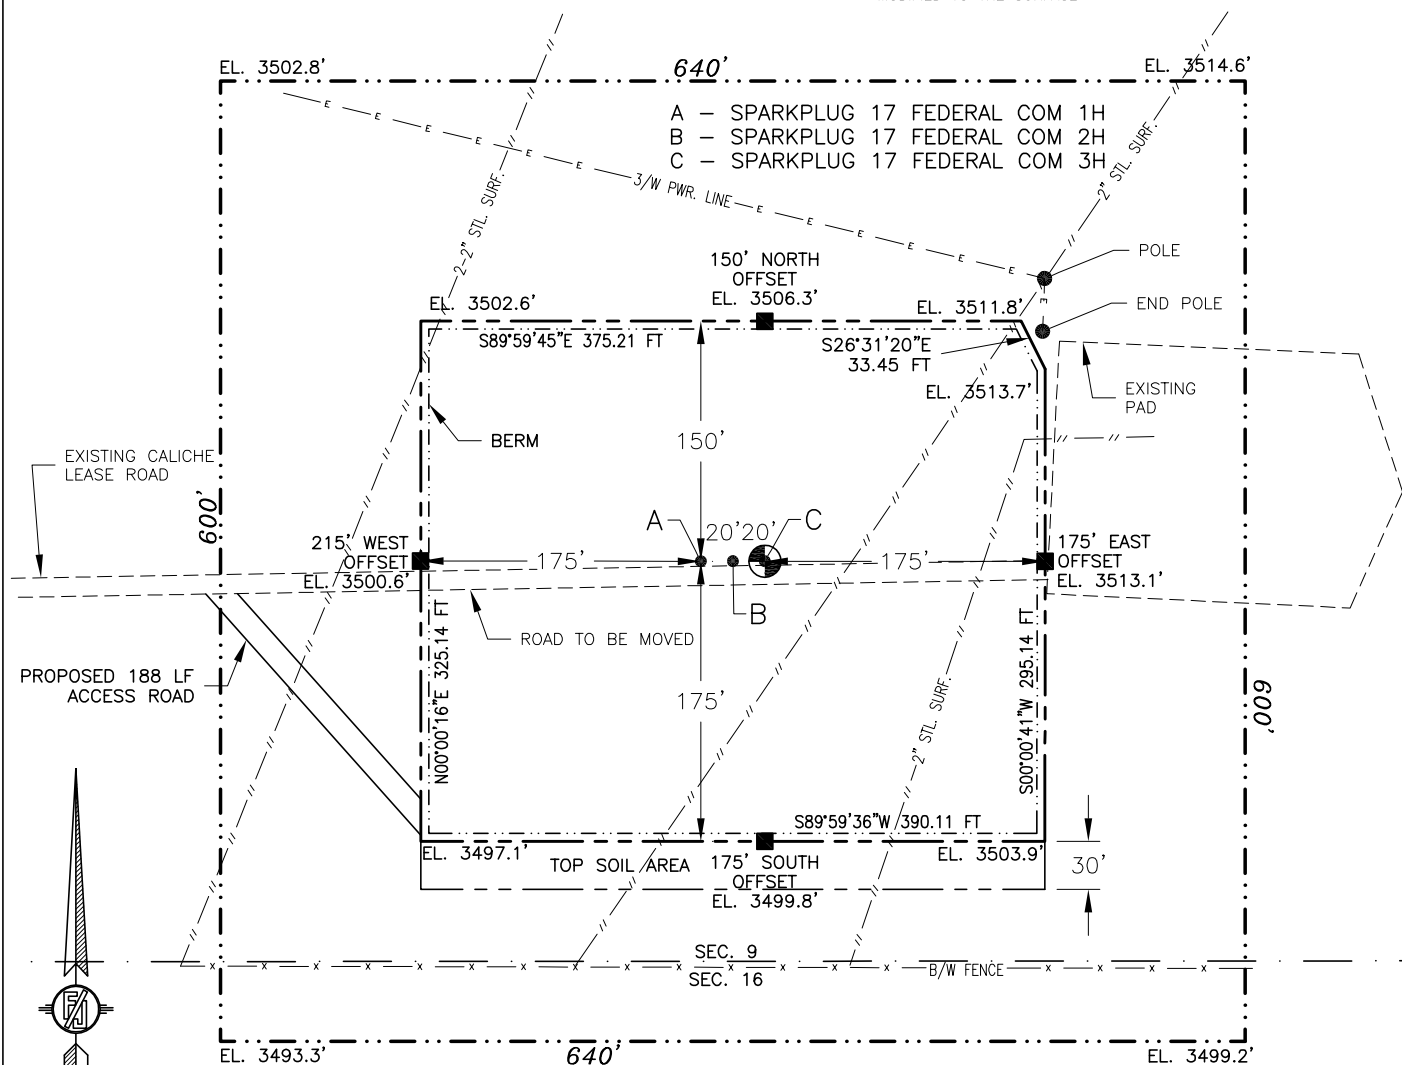 EL. 3502.8'
640'
EL. 3514.6'
A – SPARKPLUG 17 FEDERAL COM 1H
B – SPARKPLUG 17 FEDERAL COM 2H
C – SPARKPLUG 17 FEDERAL COM 3H
E E E E E E
3/W PWR. LINE
E E E E E
2-2" STL. SURF.
2" STL. SURF.
POLE
END POLE
150' NORTH
OFFSET
EL. 3506.3'
EL. 3502.6'
EL. 3511.8'
S89°59'45"E 375.21 FT
S26°31'20"E
33.45 FT
EL. 3513.7'
EXISTING
PAD
BERM
150'
EXISTING CALICHE
LEASE ROAD
600'
A
20'20'
C
215' WEST
OFFSET
EL. 3500.6'
175'
175'
175' EAST
OFFSET
EL. 3513.1'
B
ROAD TO BE MOVED
N00°00'16"E 325.14 FT
PROPOSED 188 LF
ACCESS ROAD
175'
2" STL. SURF.
S00°00'41"W 295.14 FT
600'
S89°59'36"W 390.11 FT
EL. 3497.1'
TOP SOIL AREA
175' SOUTH
OFFSET
EL. 3499.8'
EL. 3503.9'
30'
SEC. 9
SEC. 16
x x x x x x x x x x x x x
B/W FENCE
x x x x
EL. 3493.3'
640'
EL. 3499.2'